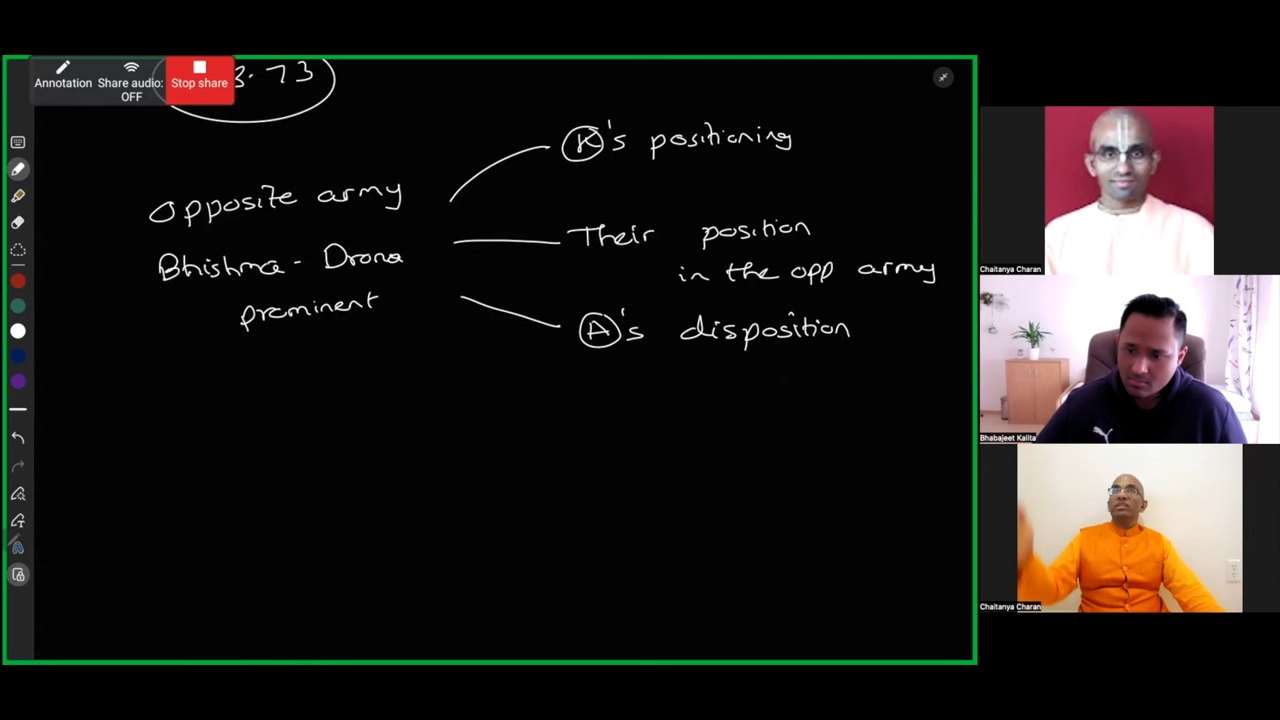 Annotation
Share audio:
OFF
Stop share
3.73
Opposite army
Bhishma - Drona
prominent
K's positioning
Their position
in the opp army
A's disposition
Chaitanya Charan
Bhabajeet Kalita
Chaitanya Charan